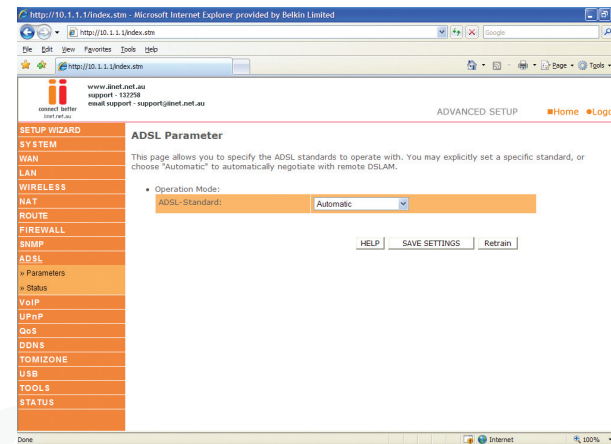 http://10.1.1.1/index.stm - Microsoft Internet Explorer provided by Belkin Limited
http://10.1.1.1/index.stm
Google
File Edit View Favorites Tools Help
http://10.1.1.1/index.stm
Page Tools
www.iinet.net.au
support - 132258
email support - support@iinet.net.au
connect better
iinet.net.au
ADVANCED SETUP Home Logo
SETUP WIZARD
SYSTEM
WAN
LAN
WIRELESS
NAT
ROUTE
FIREWALL
SNMP
ADSL
» Parameters
» Status
VoIP
UPnP
QoS
DDNS
TOMIZONE
USB
TOOLS
STATUS
ADSL Parameter
This page allows you to specify the ADSL standards to operate with. You may explicitly set a specific standard, or
choose "Automatic" to automatically negotiate with remote DSLAM.
• Operation Mode:
ADSL-Standard: Automatic
HELP SAVE SETTINGS Retrain
Done Internet 100%